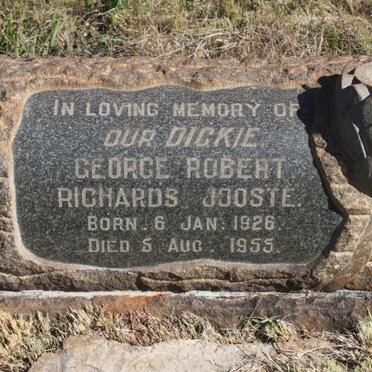 IN LOVING MEMORY OF
OUR DICKIE.
GEORGE ROBERT
RICHARDS JOOSTE.
BORN. 6 JAN. 1926.
DIED 5 AUG. 1955.